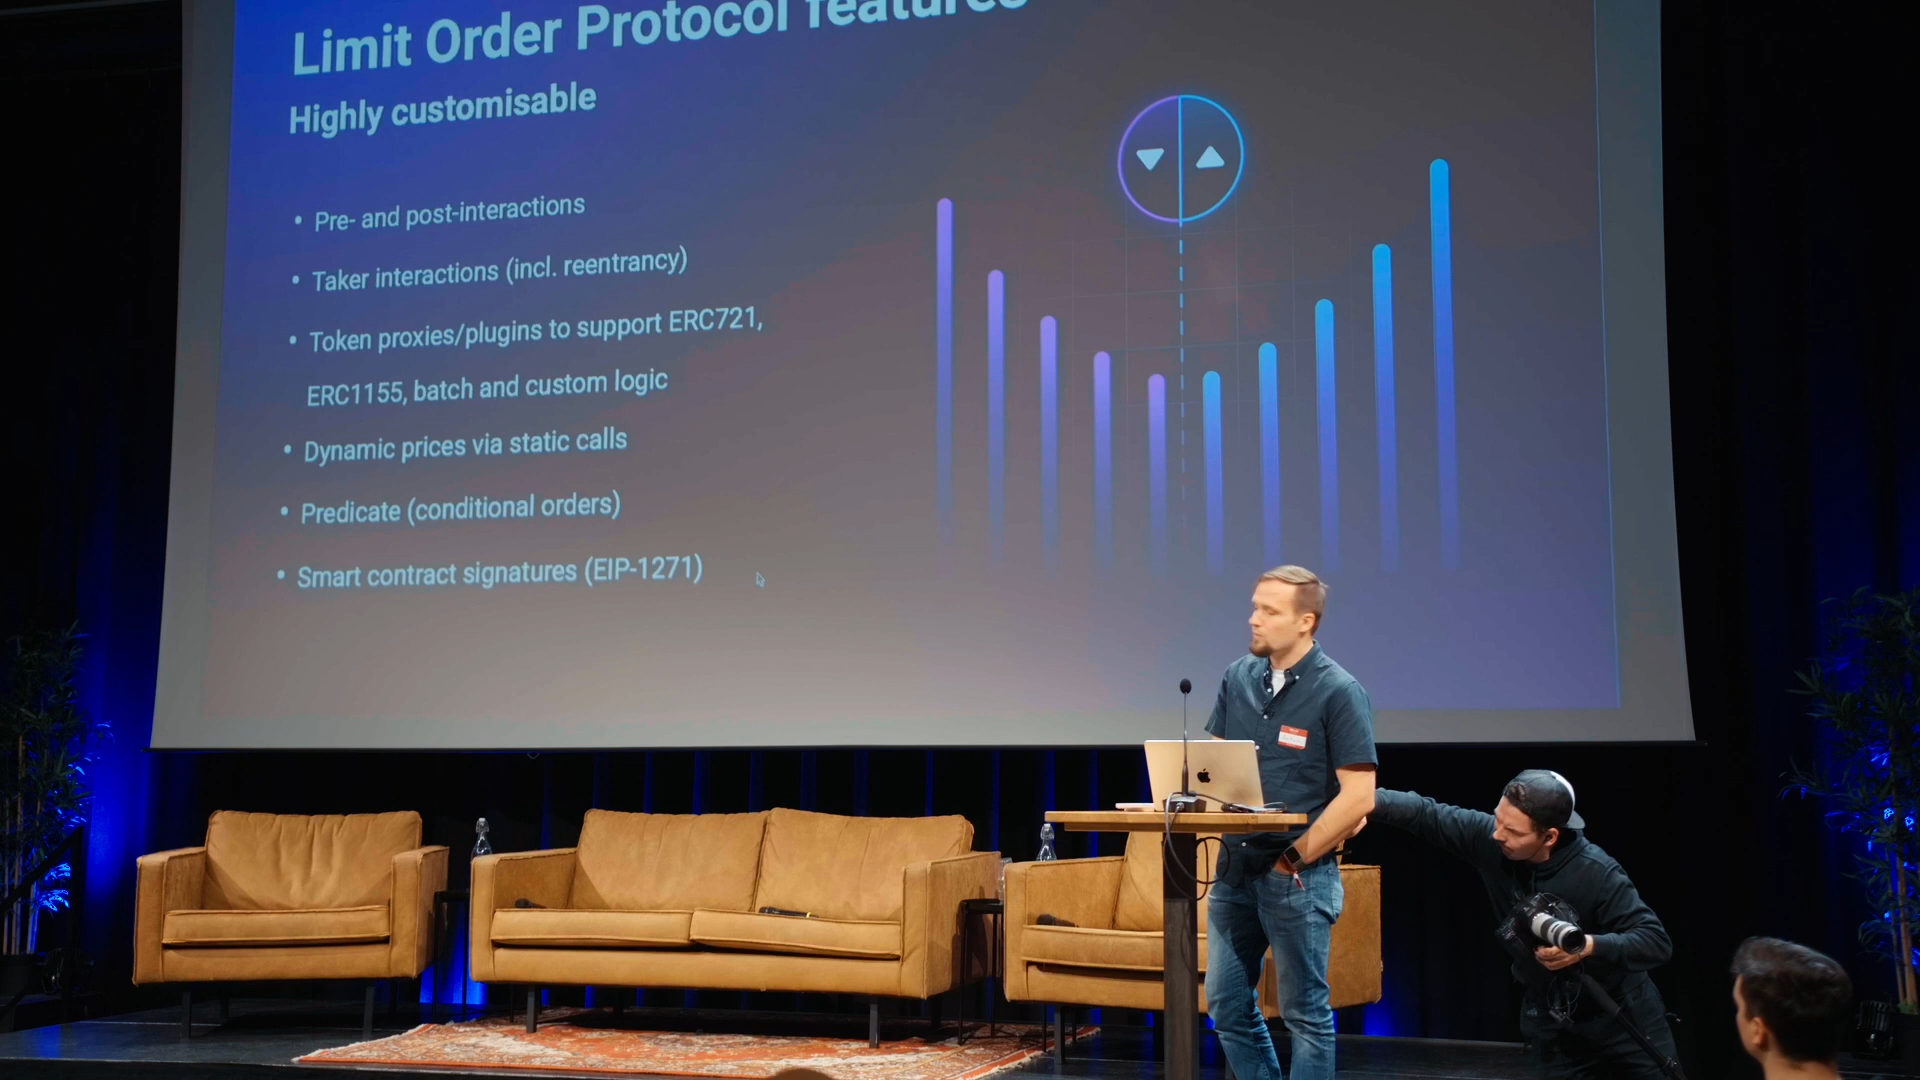 Limit Order Protocol features
Highly customisable
• Pre- and post-interactions
• Taker interactions (incl. reentrancy)
• Token proxies/plugins to support ERC721,
ERC1155, batch and custom logic
• Dynamic prices via static calls
• Predicate (conditional orders)
• Smart contract signatures (EIP-1271)